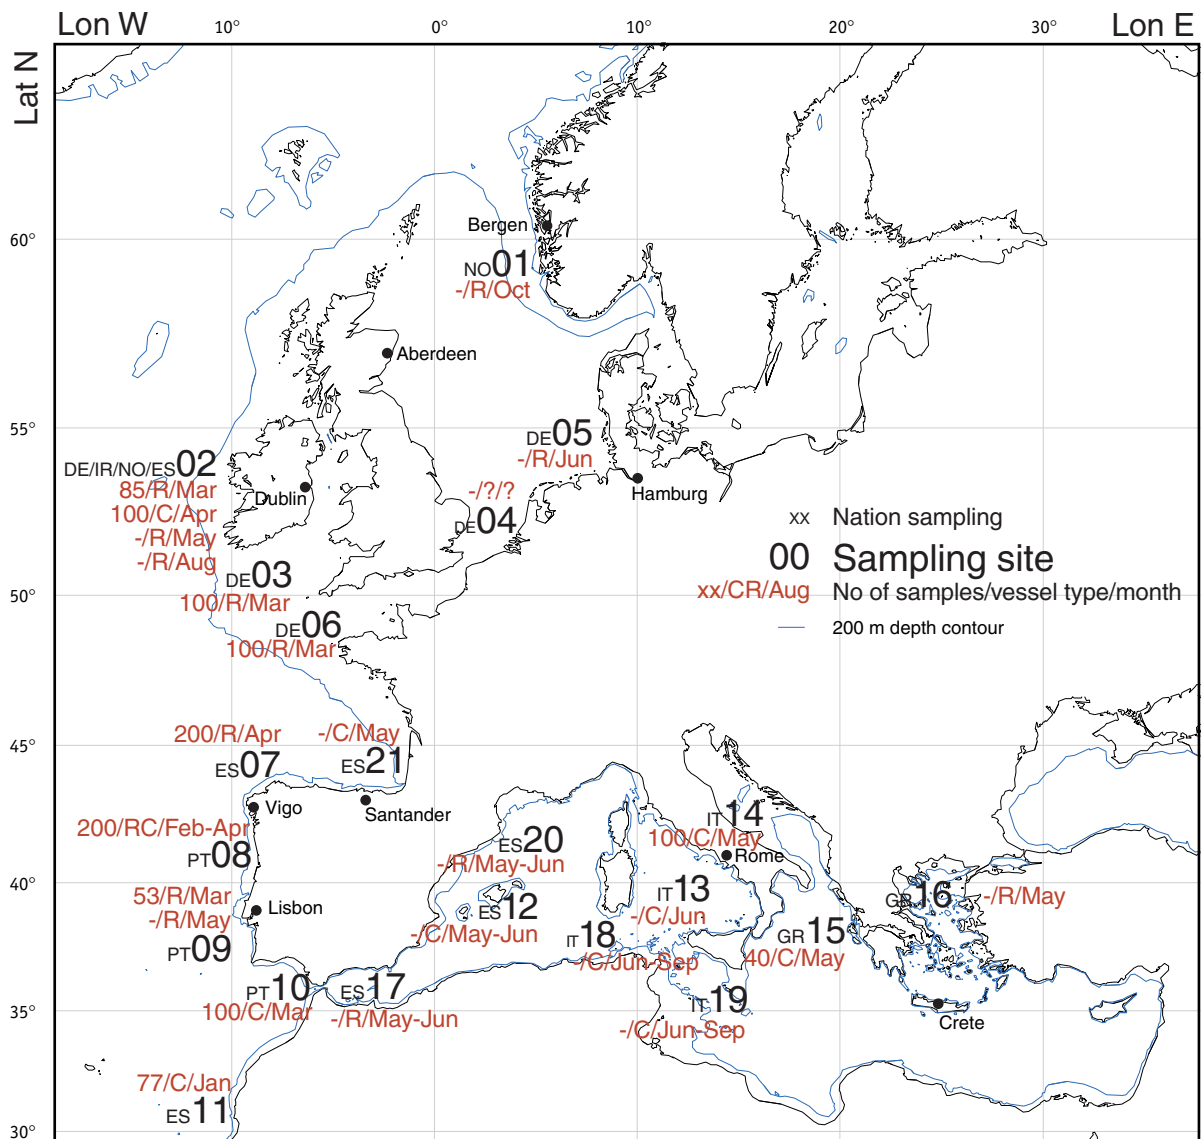 Lon W
10°
0°
10°
20°
30°
Lon E
Lat N
Bergen
60°
NO01
-/R/Oct
Aberdeen
55°
DE05
-/R/Jun
DE/IR/NO/ES02
85/R/Mar
100/C/Apr
-/R/May
-/R/Aug
Dublin
Hamburg
-/?/?
DE04
xx Nation sampling
00 Sampling site
xx/CR/Aug No of samples/vessel type/month
200 m depth contour
DE03
100/R/Mar
50°
DE06
100/R/Mar
200/R/Apr
-/C/May
45°
ES07
ES21
Vigo
Santander
200/RC/Feb-Apr
PT08
ES20
-/R/May-Jun
IT14
100/C/May
Rome
40°
53/R/Mar
-/R/May
Lisbon
PT09
ES12
-/C/May-Jun
IT13
-/C/Jun
GR16
-/R/May
IT18
-/C/Jun-Sep
GR15
40/C/May
PT10
100/C/Mar
ES17
-/R/May-Jun
IT19
-/C/Jun-Sep
35°
Crete
77/C/Jan
ES11
30°